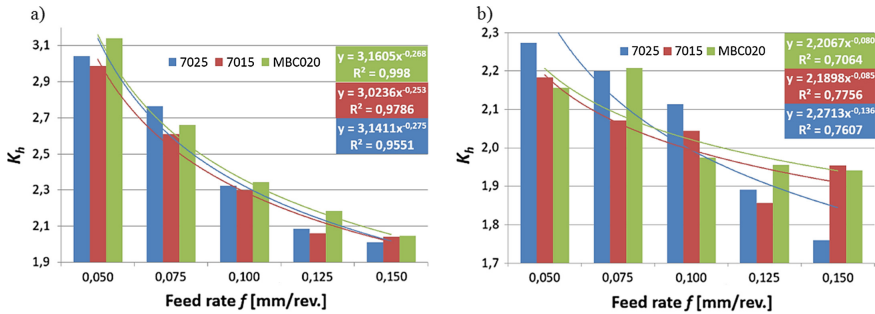 a)
3,1
2,9
2,7
2,5
2,3
2,1
1,9
K_h
7025 7015 MBC020
y = 3,1605x^-0,268
R² = 0,998
y = 3,0236x^-0,253
R² = 0,9786
y = 3,1411x^-0,275
R² = 0,9551
0,050 0,075 0,100 0,125 0,150
Feed rate f [mm/rev.]
b)
2,3
2,2
2,1
2,0
1,9
1,8
1,7
K_h
7025 7015 MBC020
y = 2,2067x^-0,080
R² = 0,7064
y = 2,1898x^-0,085
R² = 0,7756
y = 2,2713x^-0,136
R² = 0,7607
0,050 0,075 0,100 0,125 0,150
Feed rate f [mm/rev.]